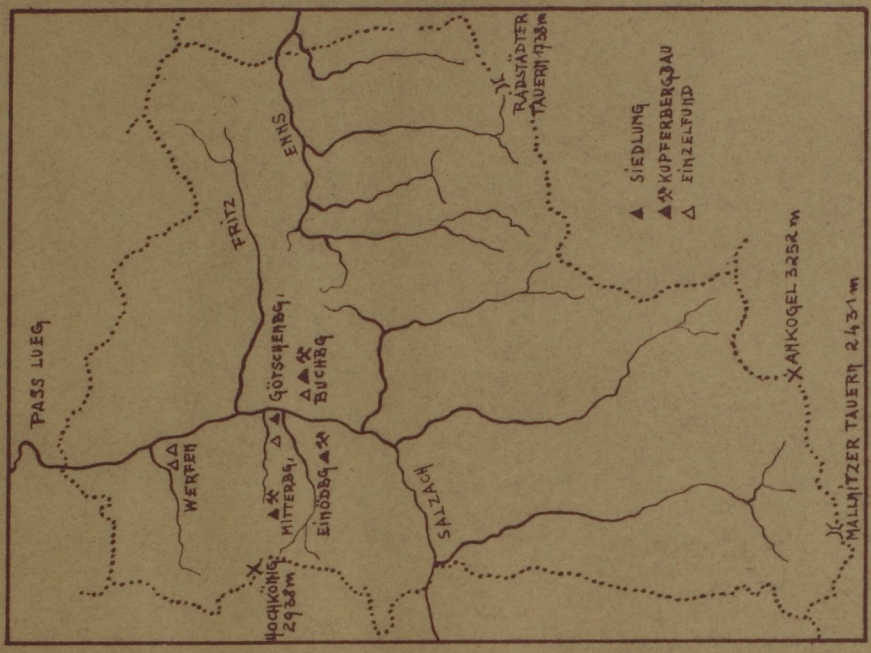 PASS LUEG
FRITZ
ENNS
RADSTÄDTER
TAUERN 1738m
WERFEN
GÖTSCHENBG.
BUCHBG
MITTERBG.
EINÖDBG
HOCHKÖNIG
2938m
SALZACH
SIEDLUNG
KUPFERBERGBAU
EINZELFUND
ANKOGEL 3252 m
MALLNITZER TAUERN 2431 m